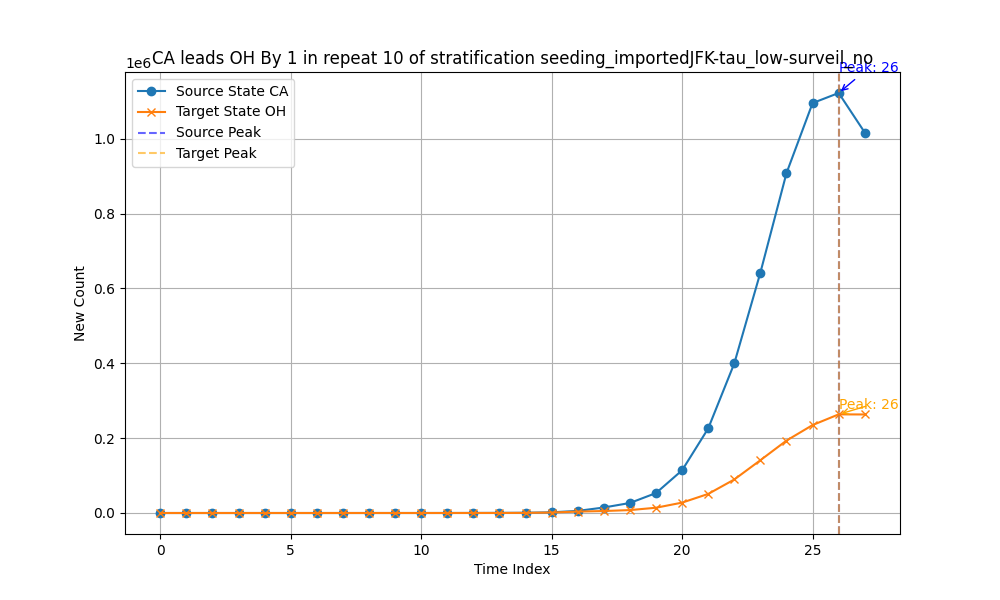 CA leads OH By 1 in repeat 10 of stratification seeding_importedJFK-tau_low-surveil_no
1e6
Peak: 26
Source State CA
Target State OH
Source Peak
Target Peak
1.0
0.8
0.6
0.4
0.2
0.0
Peak: 26
New Count
0
5
10
15
20
25
Time Index